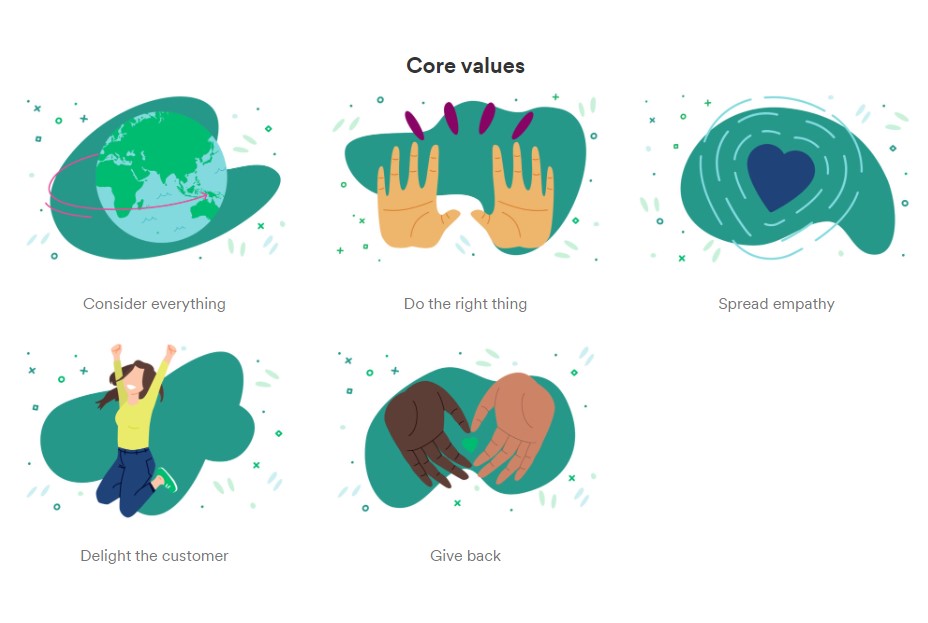 Core values
Consider everything
Do the right thing
Spread empathy
Delight the customer
Give back